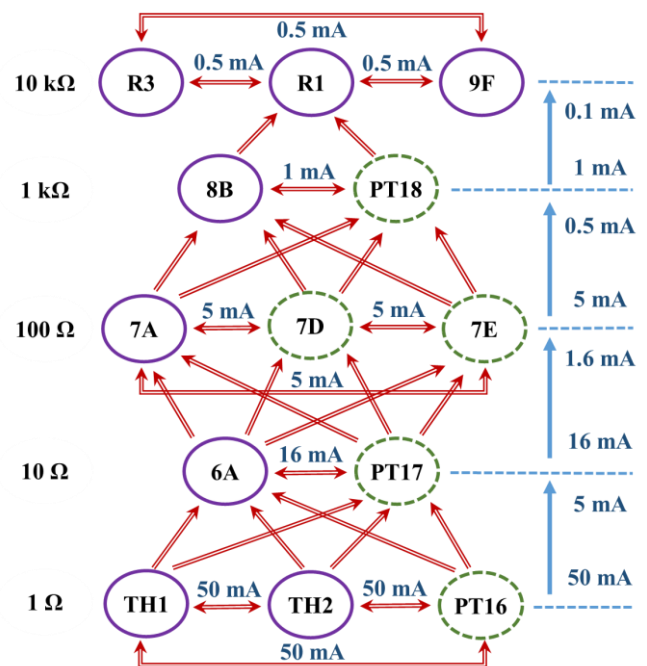 0.5 mA
10 kΩ R3 0.5 mA R1 0.5 mA 9F
0.1 mA
1 kΩ 8B 1 mA PT18 1 mA
0.5 mA
100 Ω 7A 5 mA 7D 5 mA 7E 5 mA
5 mA 1.6 mA
10 Ω 6A 16 mA PT17 16 mA
5 mA
1 Ω TH1 50 mA TH2 50 mA PT16 50 mA
50 mA